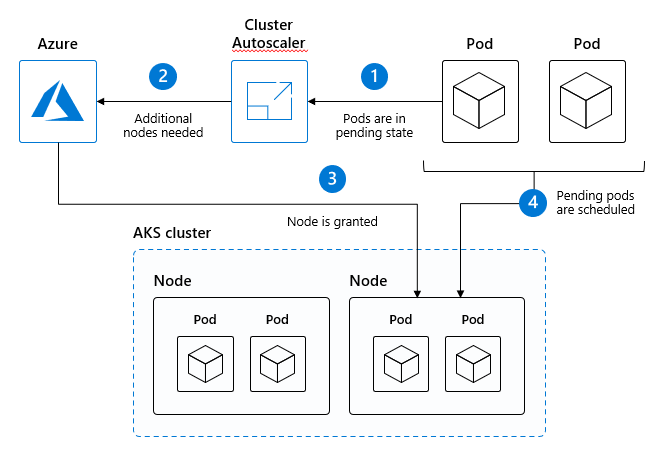 Azure
Cluster
Autoscaler
Pod
Pod
2
1
Additional
nodes needed
Pods are in
pending state
3
4
Pending pods
are scheduled
Node is granted
AKS cluster
Node
Node
Pod
Pod
Pod
Pod